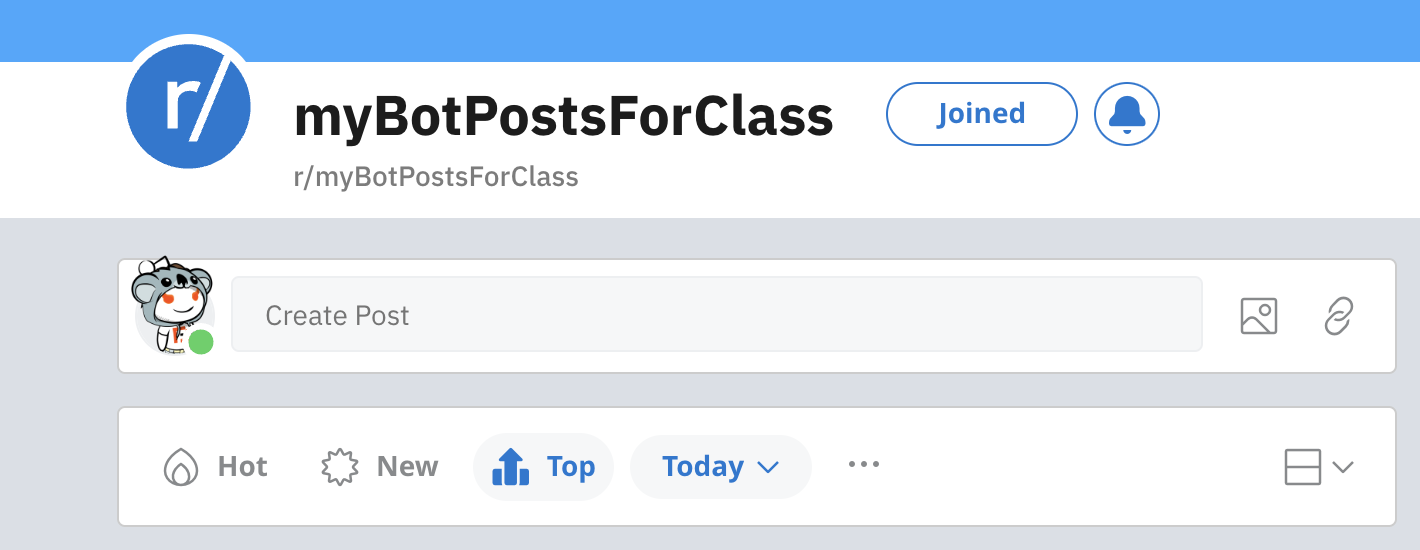 r/
myBotPostsForClass
Joined
r/myBotPostsForClass
Create Post
Hot
New
Top
Today